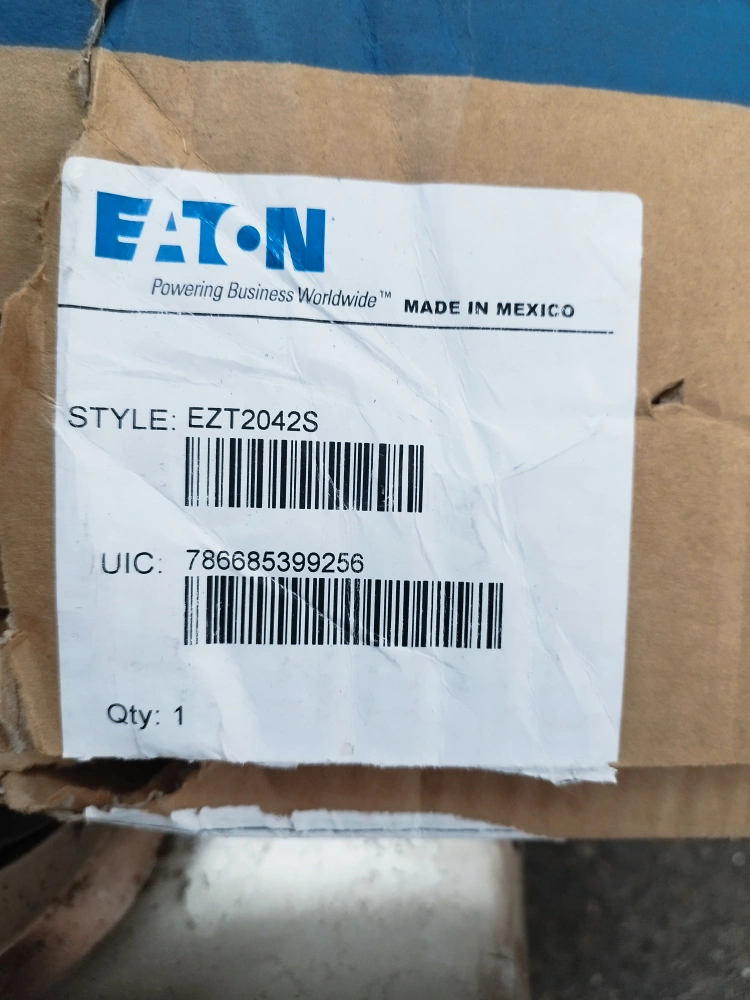 EATON
Powering Business Worldwide™ MADE IN MEXICO
STYLE: EZT2042S
UIC: 786685399256
Qty: 1